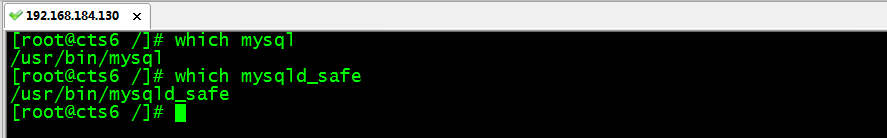 192.168.184.130
[root@cts6 /]# which mysql
/usr/bin/mysql
[root@cts6 /]# which mysqld_safe
/usr/bin/mysqld_safe
[root@cts6 /]#